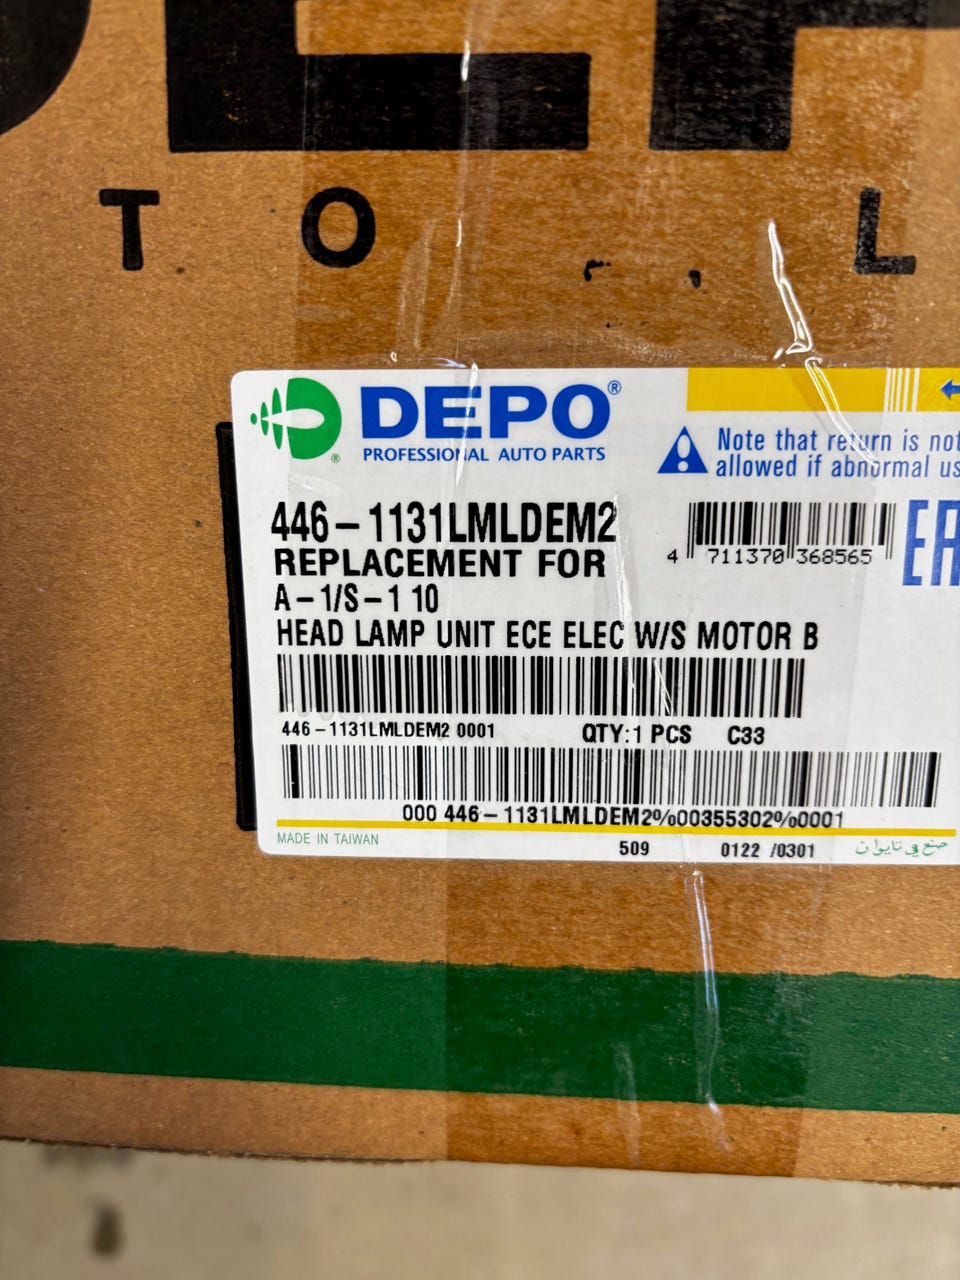 T O L
DEPO®
PROFESSIONAL AUTO PARTS
Note that return is not
allowed if abnormal us
446-1131LMLDEM2
4 711370 368565
EAC
REPLACEMENT FOR
A-1/S-1 10
HEAD LAMP UNIT ECE ELEC W/S MOTOR B
446-1131LMLDEM2 0001 QTY:1 PCS C33
000 446-1131LMLDEM2%00355302%0001
MADE IN TAIWAN
509 0122 /0301
صنع في تايوان